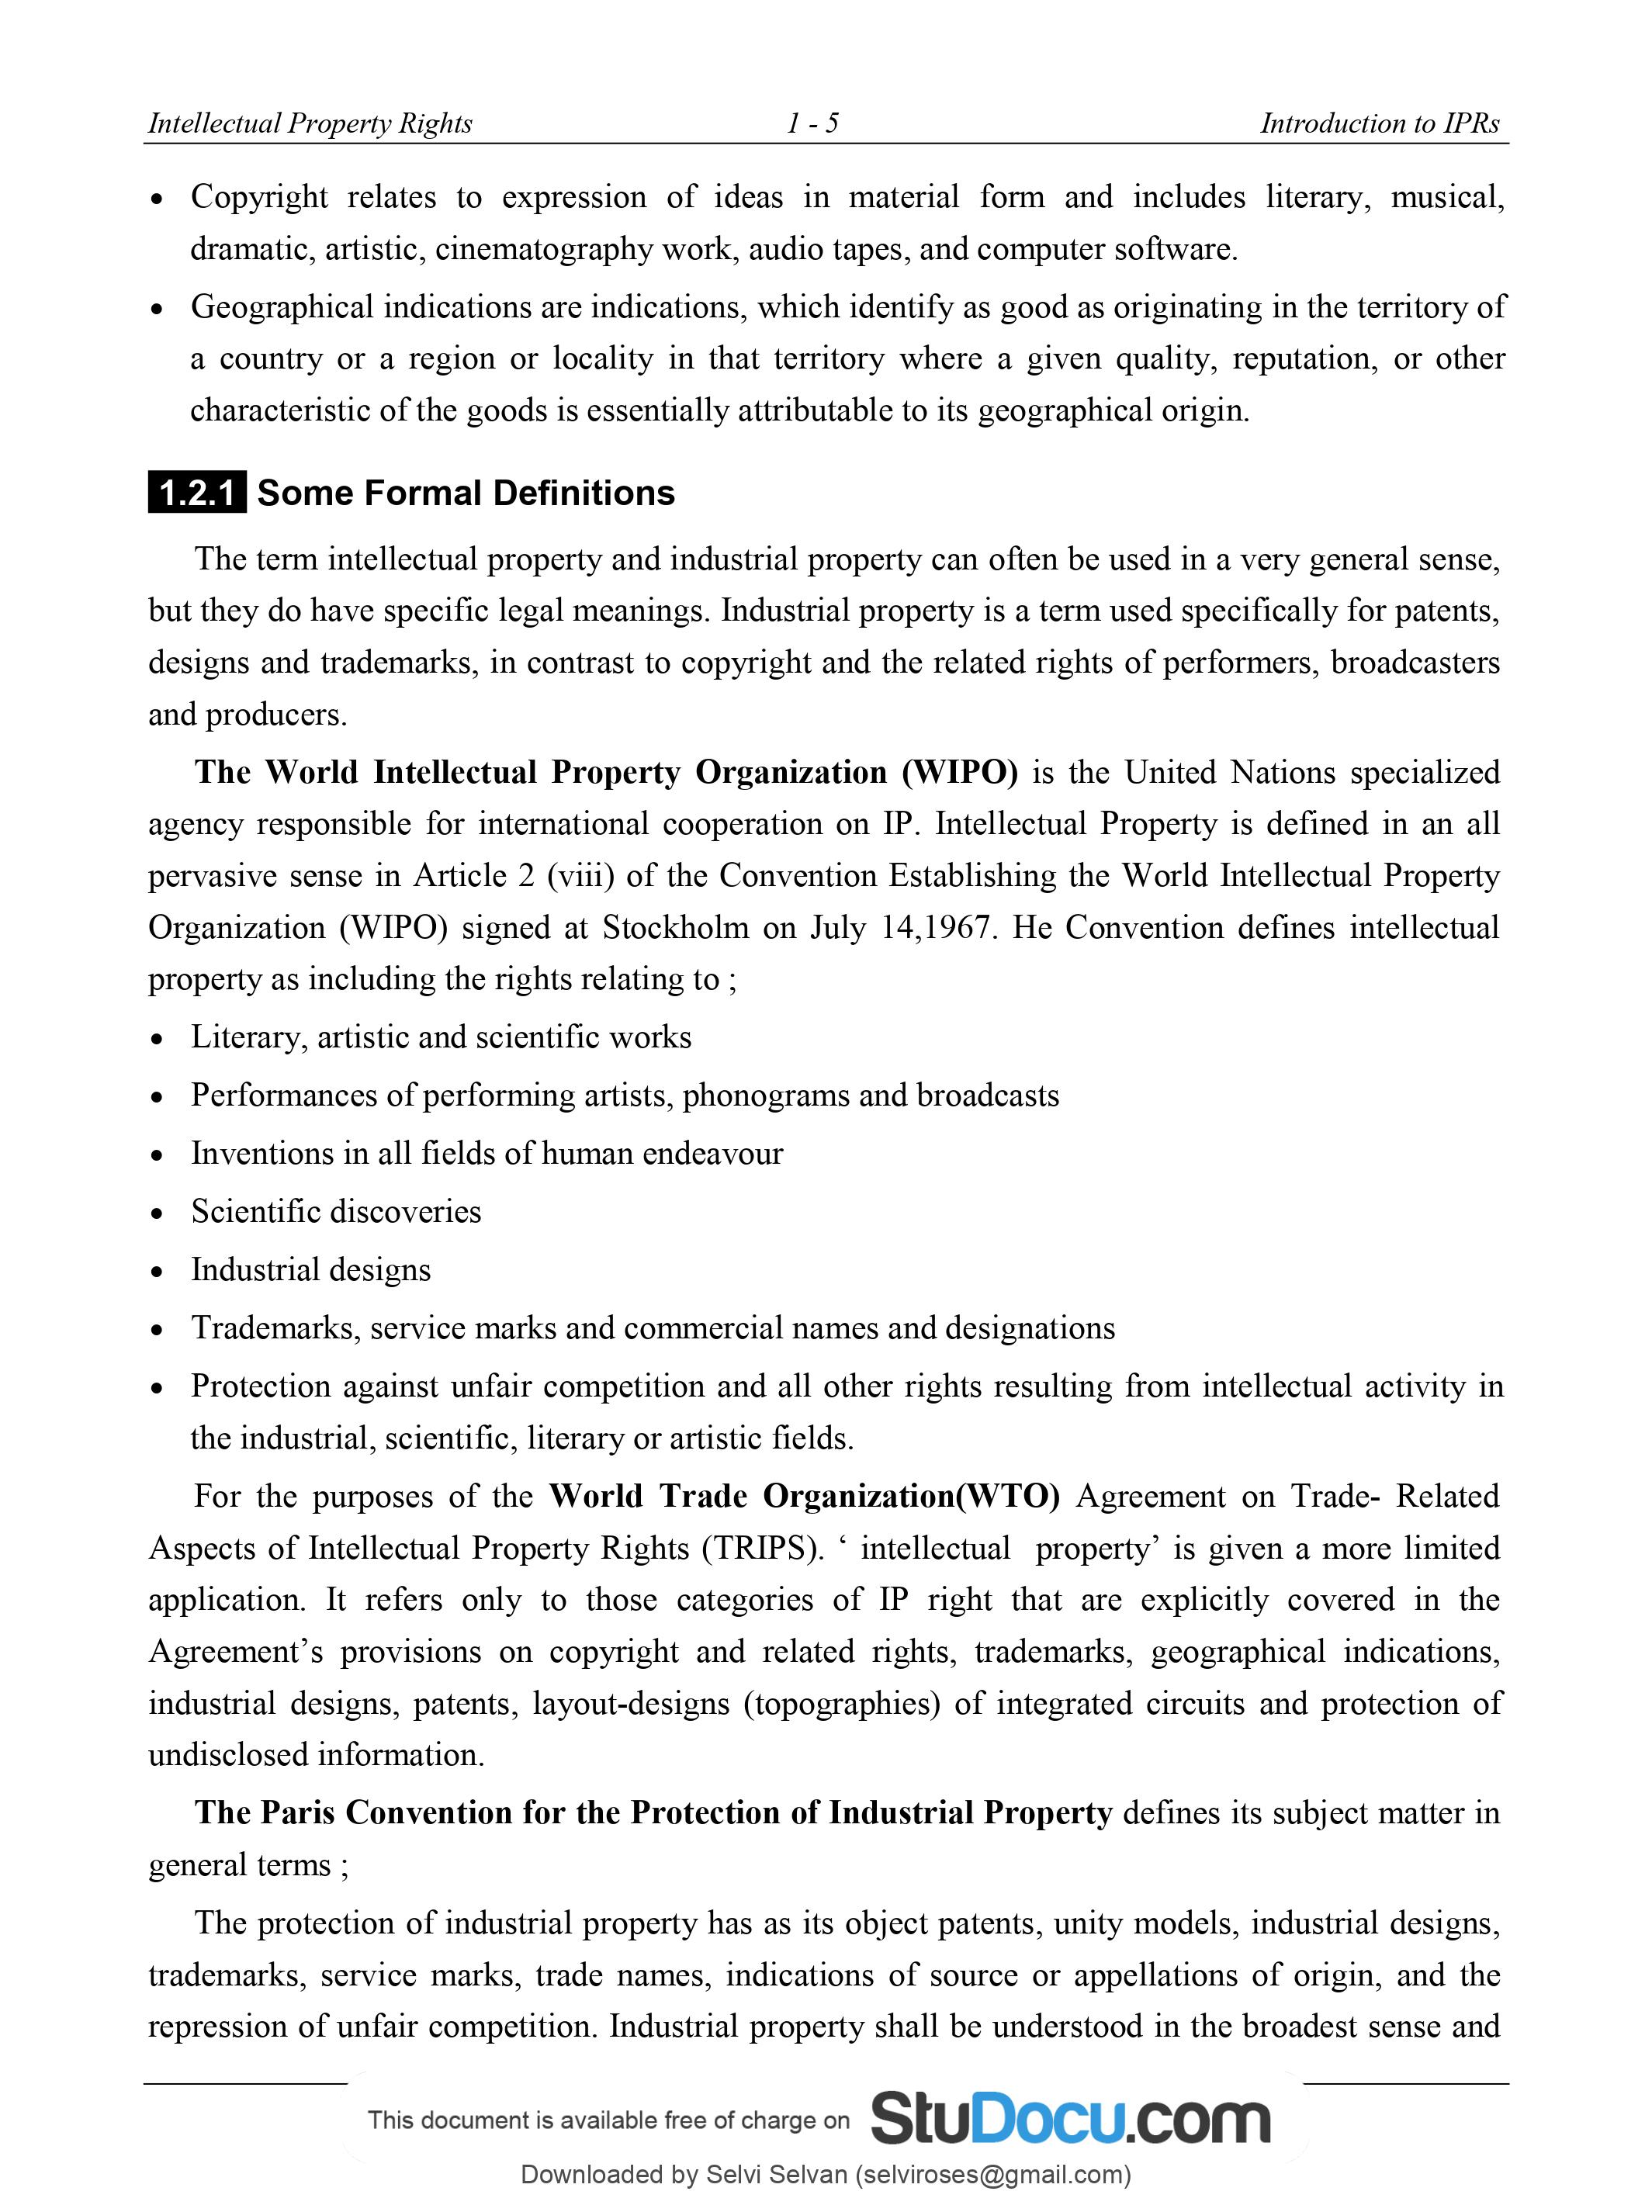 Intellectual Property Rights 1 - 5 Introduction to IPRs
• Copyright relates to expression of ideas in material form and includes literary, musical,
dramatic, artistic, cinematography work, audio tapes, and computer software.
• Geographical indications are indications, which identify as good as originating in the territory of
a country or a region or locality in that territory where a given quality, reputation, or other
characteristic of the goods is essentially attributable to its geographical origin.
1.2.1 Some Formal Definitions
The term intellectual property and industrial property can often be used in a very general sense,
but they do have specific legal meanings. Industrial property is a term used specifically for patents,
designs and trademarks, in contrast to copyright and the related rights of performers, broadcasters
and producers.
The World Intellectual Property Organization (WIPO) is the United Nations specialized
agency responsible for international cooperation on IP. Intellectual Property is defined in an all
pervasive sense in Article 2 (viii) of the Convention Establishing the World Intellectual Property
Organization (WIPO) signed at Stockholm on July 14,1967. He Convention defines intellectual
property as including the rights relating to ;
• Literary, artistic and scientific works
• Performances of performing artists, phonograms and broadcasts
• Inventions in all fields of human endeavour
• Scientific discoveries
• Industrial designs
• Trademarks, service marks and commercial names and designations
• Protection against unfair competition and all other rights resulting from intellectual activity in
the industrial, scientific, literary or artistic fields.
For the purposes of the World Trade Organization(WTO) Agreement on Trade- Related
Aspects of Intellectual Property Rights (TRIPS). ‘ intellectual property’ is given a more limited
application. It refers only to those categories of IP right that are explicitly covered in the
Agreement’s provisions on copyright and related rights, trademarks, geographical indications,
industrial designs, patents, layout-designs (topographies) of integrated circuits and protection of
undisclosed information.
The Paris Convention for the Protection of Industrial Property defines its subject matter in
general terms ;
The protection of industrial property has as its object patents, unity models, industrial designs,
trademarks, service marks, trade names, indications of source or appellations of origin, and the
repression of unfair competition. Industrial property shall be understood in the broadest sense and
This document is available free of charge on StuDocu.com
Downloaded by Selvi Selvan (selviroses@gmail.com)